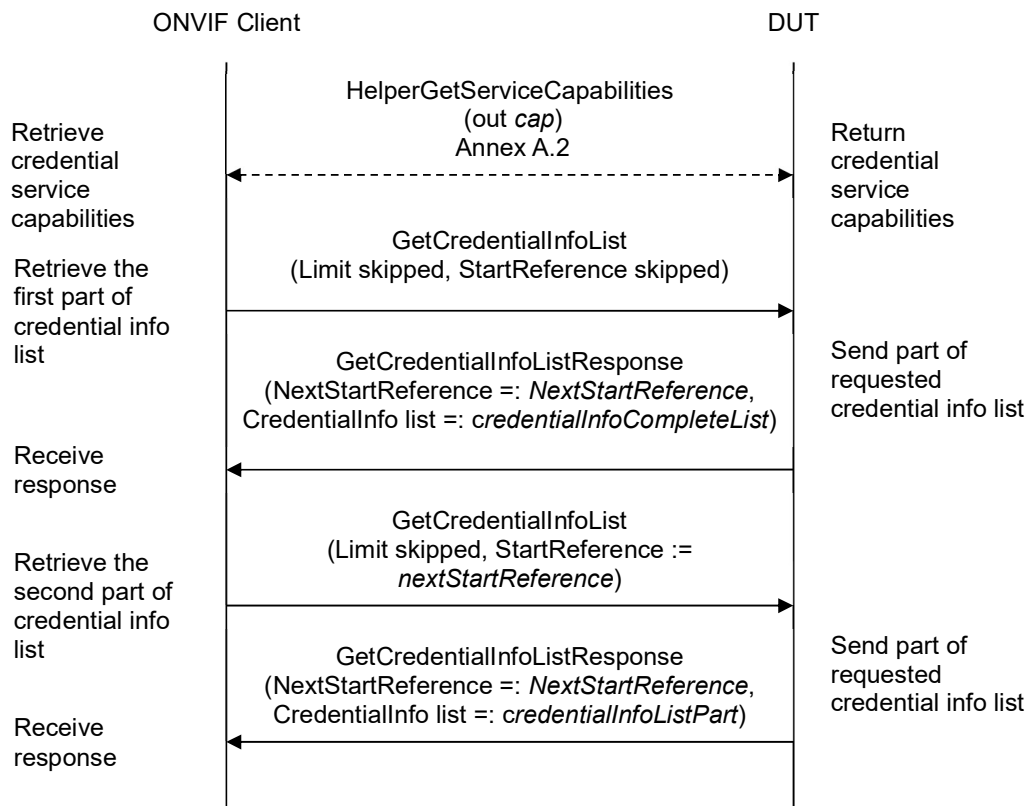 ONVIF Client
DUT
HelperGetServiceCapabilities
(out cap)
Annex A.2
Retrieve
credential
service
capabilities
Return
credential
service
capabilities
GetCredentialInfoList
(Limit skipped, StartReference skipped)
Retrieve the
first part of
credential info
list
GetCredentialInfoListResponse
(NextStartReference =: NextStartReference,
CredentialInfo list =: credentialInfoCompleteList)
Send part of
requested
credential info list
Receive
response
GetCredentialInfoList
(Limit skipped, StartReference :=
nextStartReference)
Retrieve the
second part of
credential info
list
GetCredentialInfoListResponse
(NextStartReference =: NextStartReference,
CredentialInfo list =: credentialInfoListPart)
Send part of
requested
credential info list
Receive
response